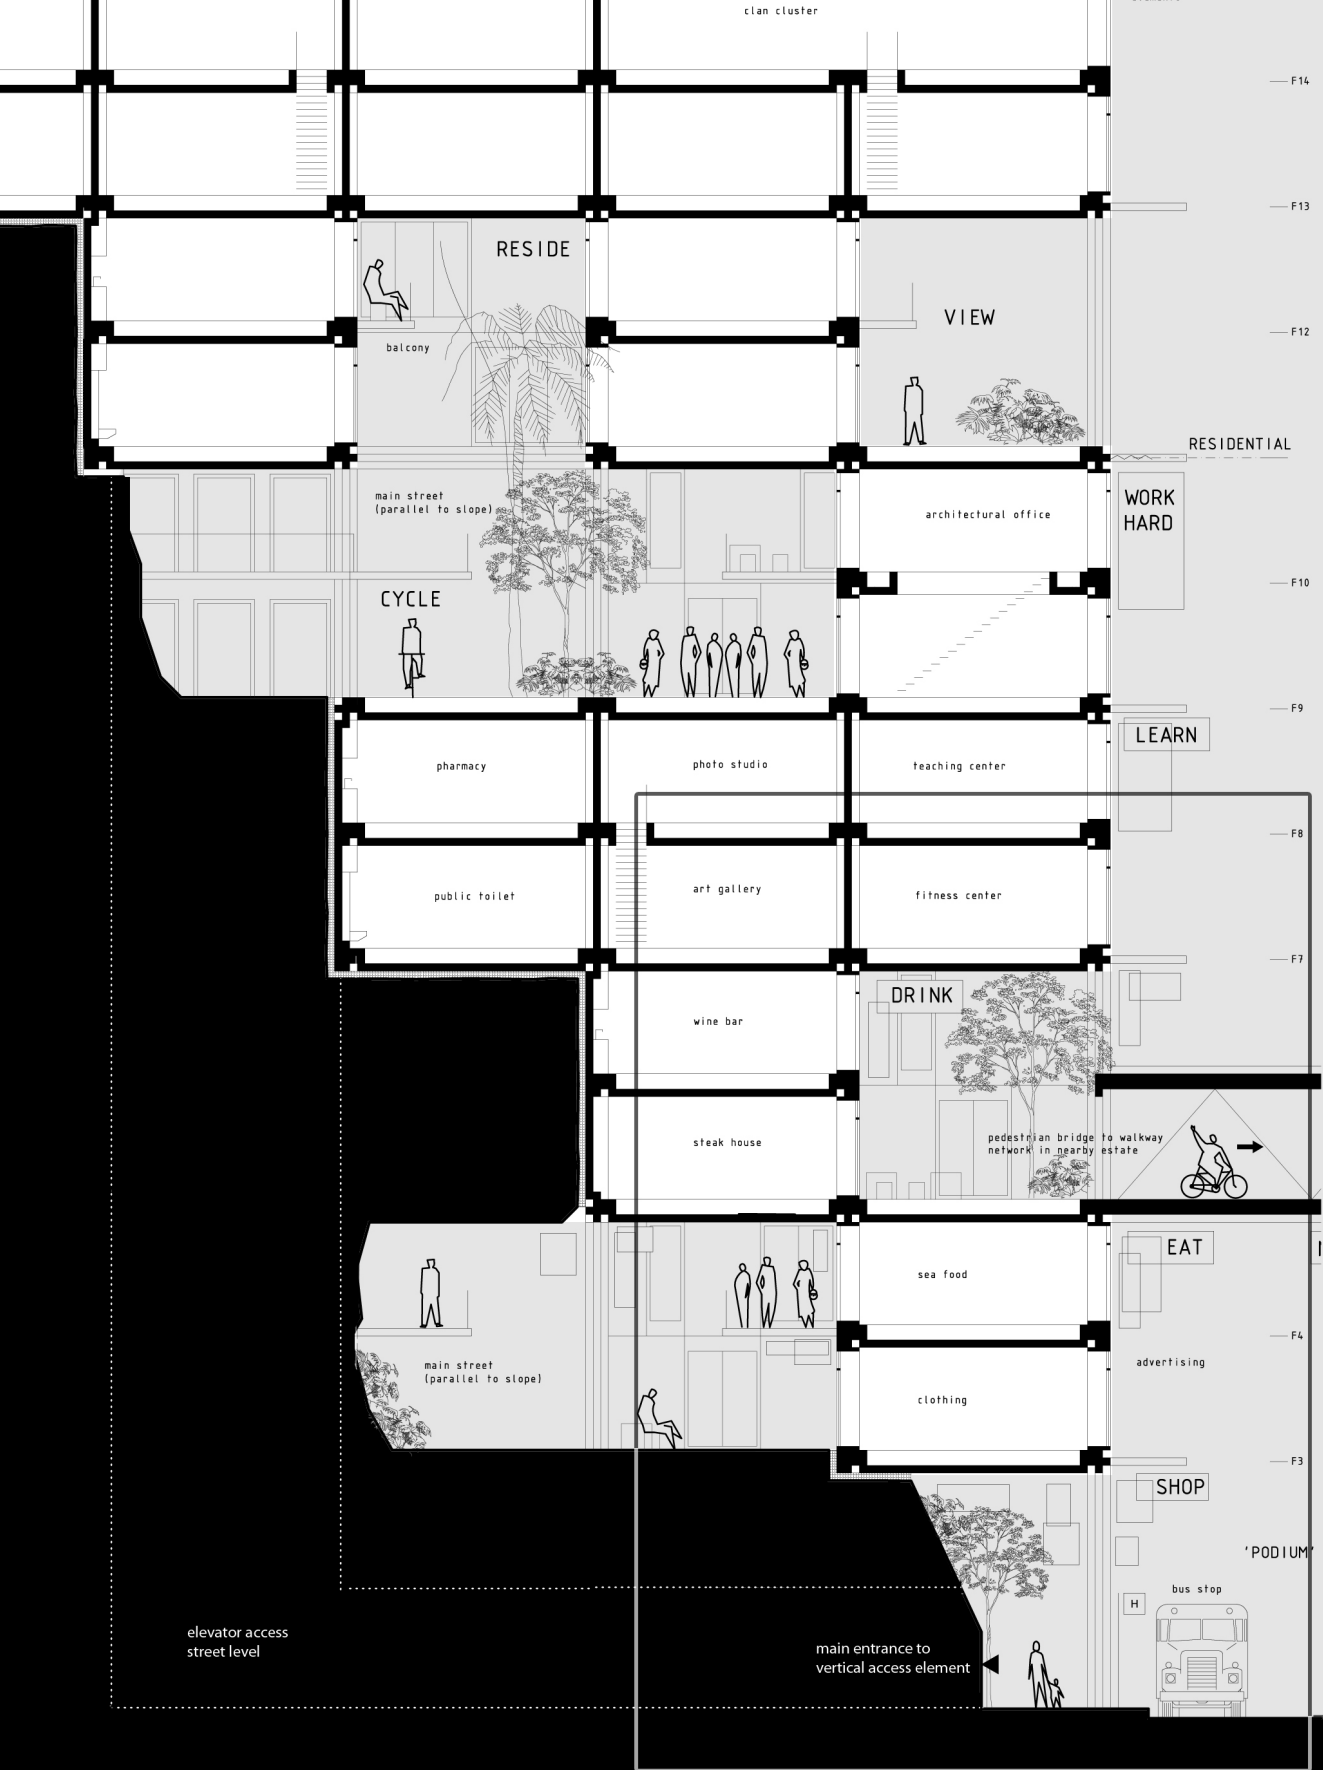 clan cluster
F14
F13
RESIDE
VIEW
F12
balcony
RESIDENTIAL
main street
(parallel to slope)
WORK
HARD
architectural office
F10
CYCLE
F9
LEARN
pharmacy
photo studio
teaching center
F8
public toilet
art gallery
fitness center
F7
DRINK
wine bar
pedestrian bridge to walkway
network in nearby estate
steak house
EAT
sea food
F4
main street
(parallel to slope)
advertising
clothing
F3
SHOP
'PODIUM'
bus stop
H
elevator access
street level
main entrance to
vertical access element